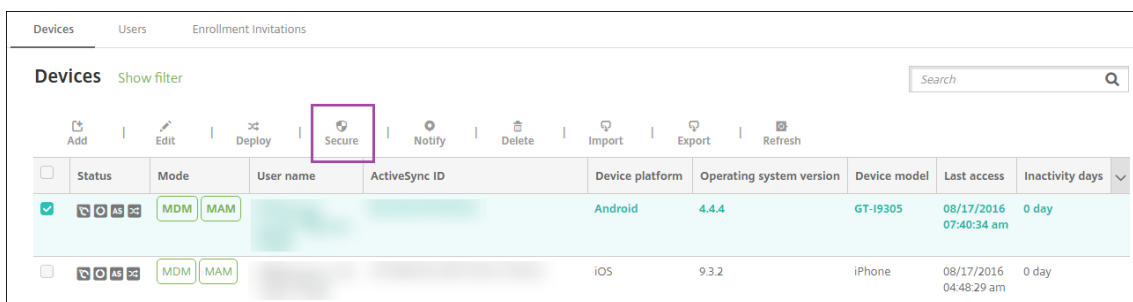 Devices Users Enrollment Invitations
Devices Show filter Search
Add | Edit | Deploy | Secure | Notify | Delete | Import | Export | Refresh
Status Mode User name ActiveSync ID Device platform Operating system version Device model Last access Inactivity days
AS MDM MAM Android 4.4.4 GT-I9305 08/17/2016 0 day
07:40:34 am
AS MDM MAM iOS 9.3.2 iPhone 08/17/2016 0 day
04:48:29 am